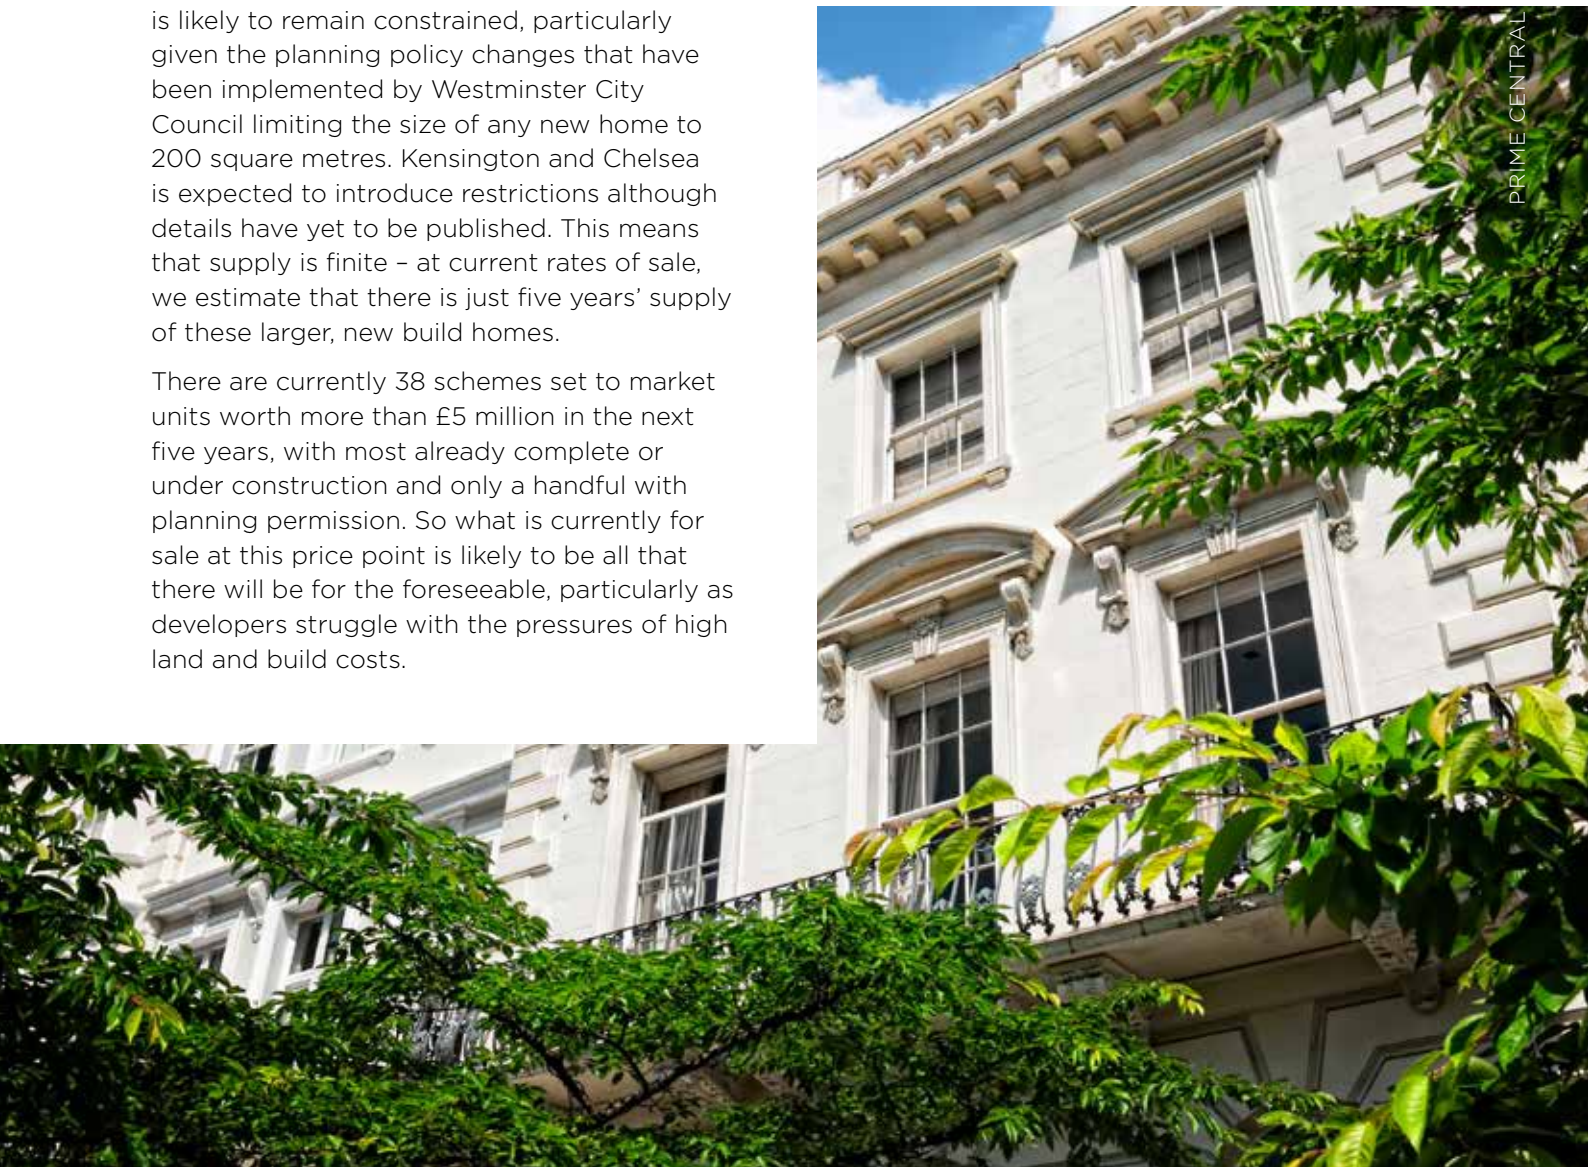 is likely to remain constrained, particularly
given the planning policy changes that have
been implemented by Westminster City
Council limiting the size of any new home to
200 square metres. Kensington and Chelsea
is expected to introduce restrictions although
details have yet to be published. This means
that supply is finite – at current rates of sale,
we estimate that there is just five years’ supply
of these larger, new build homes.
There are currently 38 schemes set to market
units worth more than £5 million in the next
five years, with most already complete or
under construction and only a handful with
planning permission. So what is currently for
sale at this price point is likely to be all that
there will be for the foreseeable, particularly as
developers struggle with the pressures of high
land and build costs.
PRIME CENTRAL